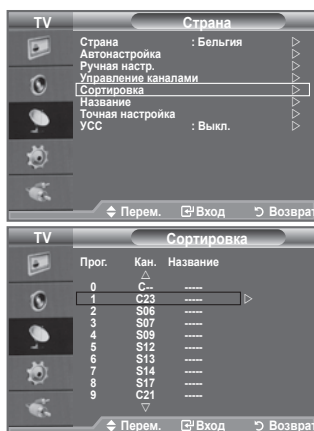 TV Страна
Страна : Бельгия
Автонастройка
Ручная настр.
Управление каналами
Сортировка
Название
Точная настройка
УСС : Выкл.
Перем. Вход Возврат
TV Сортировка
Прог. Кан. Название
0 C-- -----
1 C23 -----
2 S06 -----
3 S07 -----
4 S09 -----
5 S12 -----
6 S13 -----
7 S14 -----
8 S17 -----
9 C21 -----
Перем. Вход Возврат